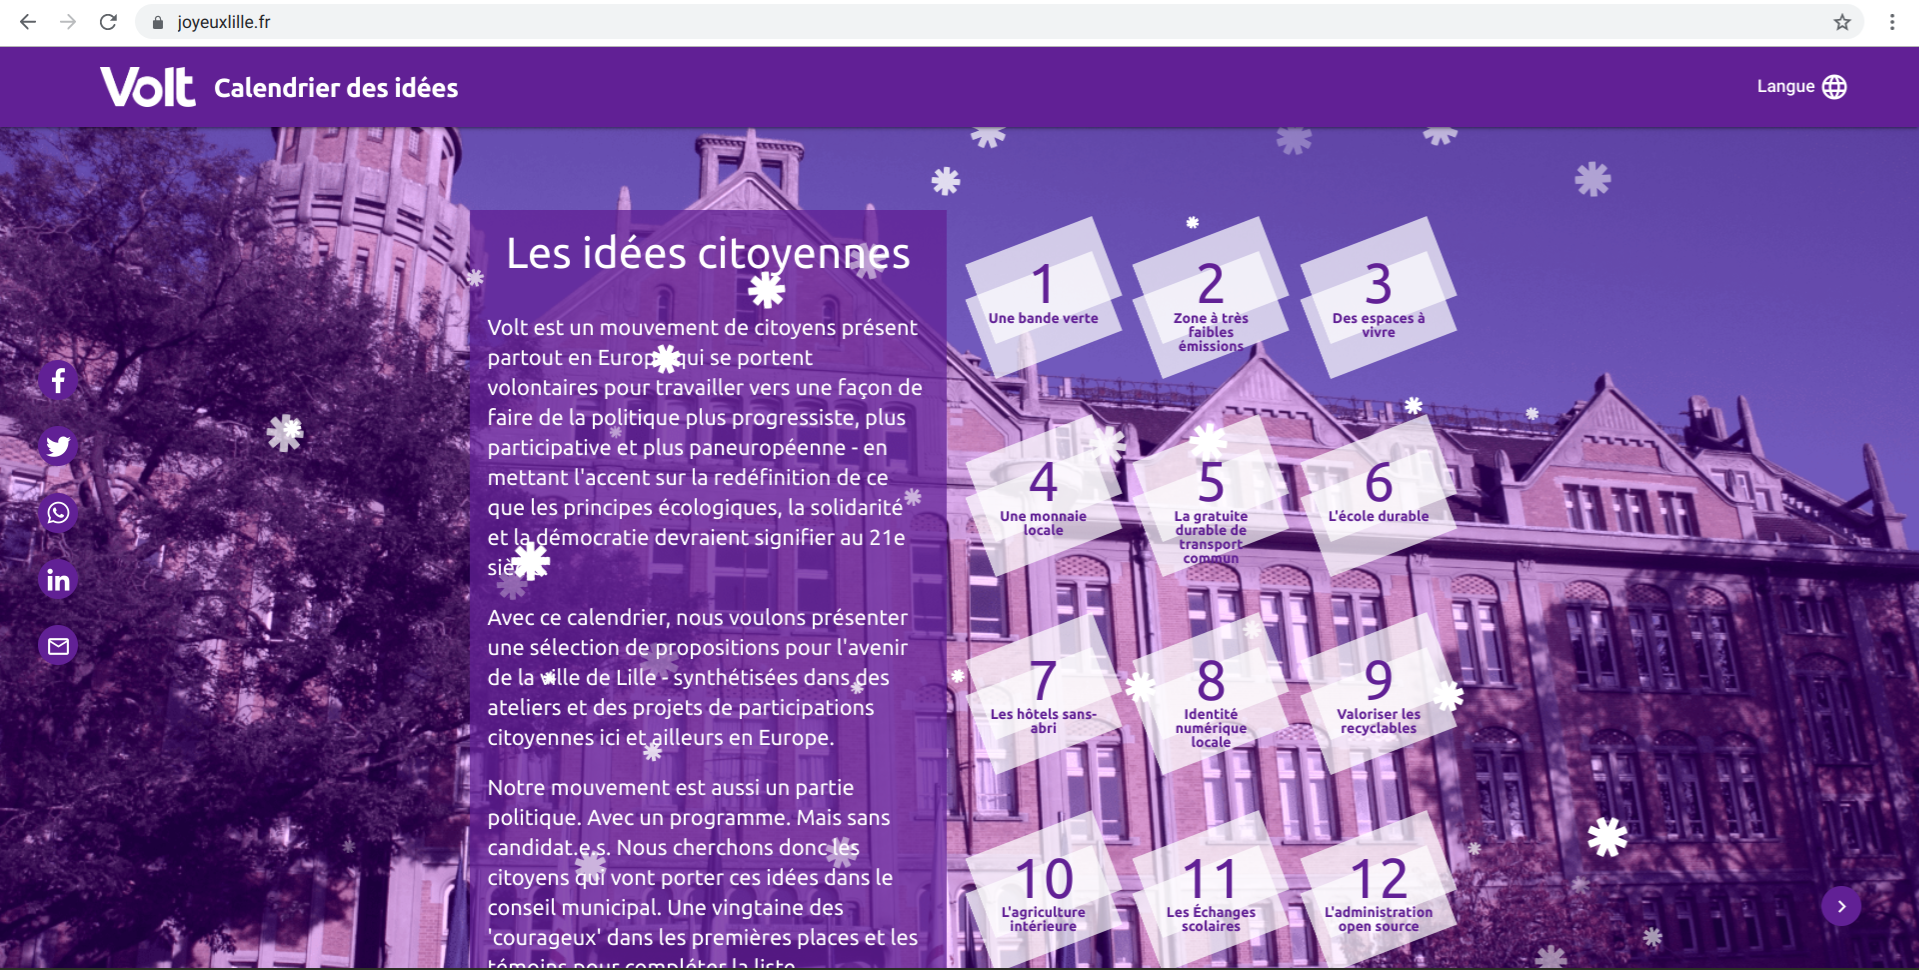 joyeuxlille.fr
Volt Calendrier des idées
Langue
Les idées citoyennes
Volt est un mouvement de citoyens présent
partout en Europe qui se portent
volontaires pour travailler vers une façon de
faire de la politique plus progressiste, plus
participative et plus paneuropéenne - en
mettant l'accent sur la redéfinition de ce
que les principes écologiques, la solidarité
et la démocratie devraient signifier au 21e
Avec ce calendrier, nous voulons présenter
une sélection de propositions pour l'avenir
de la ville de Lille - synthétisées dans des
ateliers et des projets de participations
citoyennes ici et ailleurs en Europe.
Notre mouvement est aussi un partie
politique. Avec un programme. Mais sans
candidat.e.s. Nous cherchons donc les
citoyens qui vont porter ces idées dans le
conseil municipal. Une vingtaine des
'courageux' dans les premières places et les
témoins pour compléter la liste
1
Une bande verte
2
Zone à très
faibles
émissions
3
Des espaces à
vivre
4
Une monnaie
locale
5
La gratuite
durable de
transport
commun
6
L'école durable
7
Les hôtels sans-
abri
8
Identité
numérique
locale
9
Valoriser les
recyclables
10
L'agriculture
intérieure
11
Les Échanges
scolaires
12
L'administration
open source